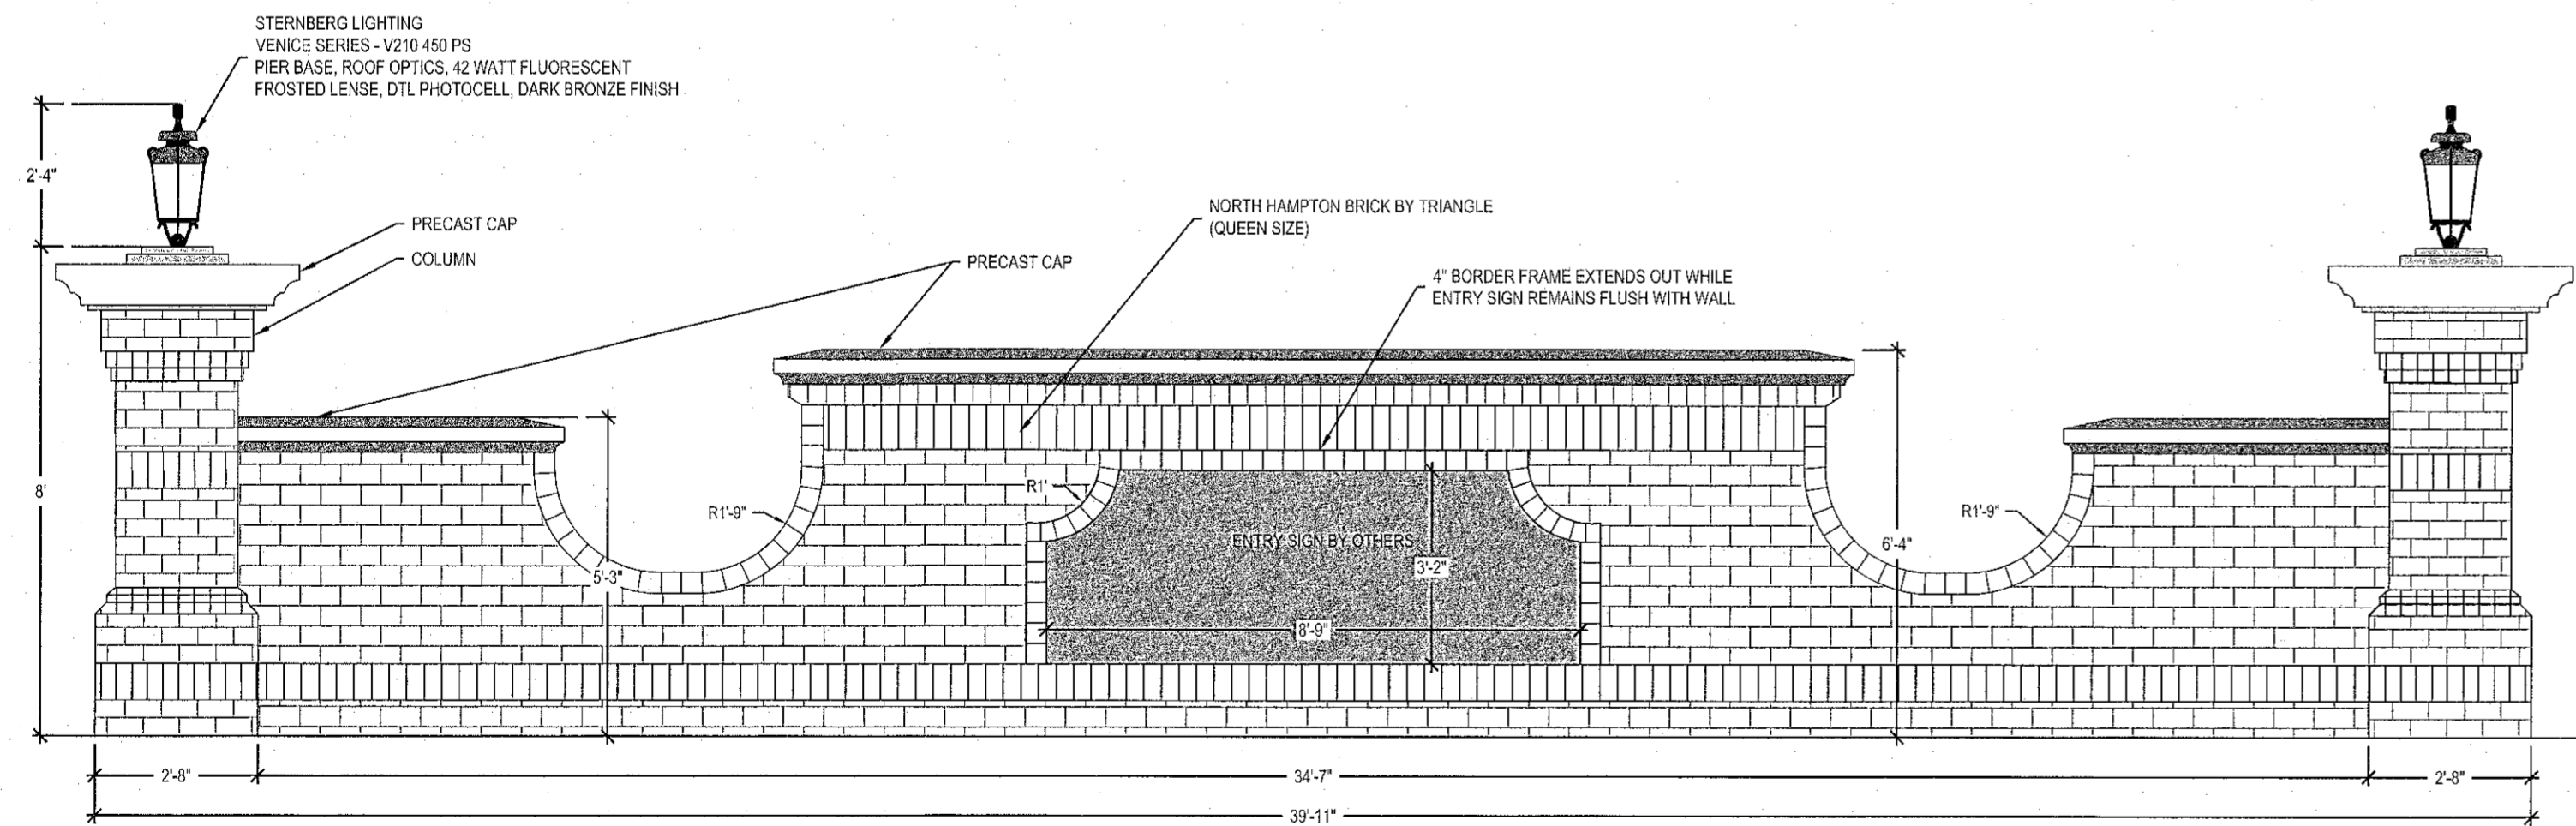 STERNBERG LIGHTING
VENICE SERIES - V210 450 PS
PIER BASE, ROOF OPTICS, 42 WATT FLUORESCENT
FROSTED LENSE, DTL PHOTOCELL, DARK BRONZE FINISH
2'-4"
PRECAST CAP
COLUMN
PRECAST CAP
NORTH HAMPTON BRICK BY TRIANGLE
(QUEEN SIZE)
4" BORDER FRAME EXTENDS OUT WHILE
ENTRY SIGN REMAINS FLUSH WITH WALL
8'
R1'-9"
R1'
R1'-9"
ENTRY SIGN BY OTHERS
6'-4"
5'-3"
3'-2"
8'-9"
2'-8"
34'-7"
2'-8"
39'-11"